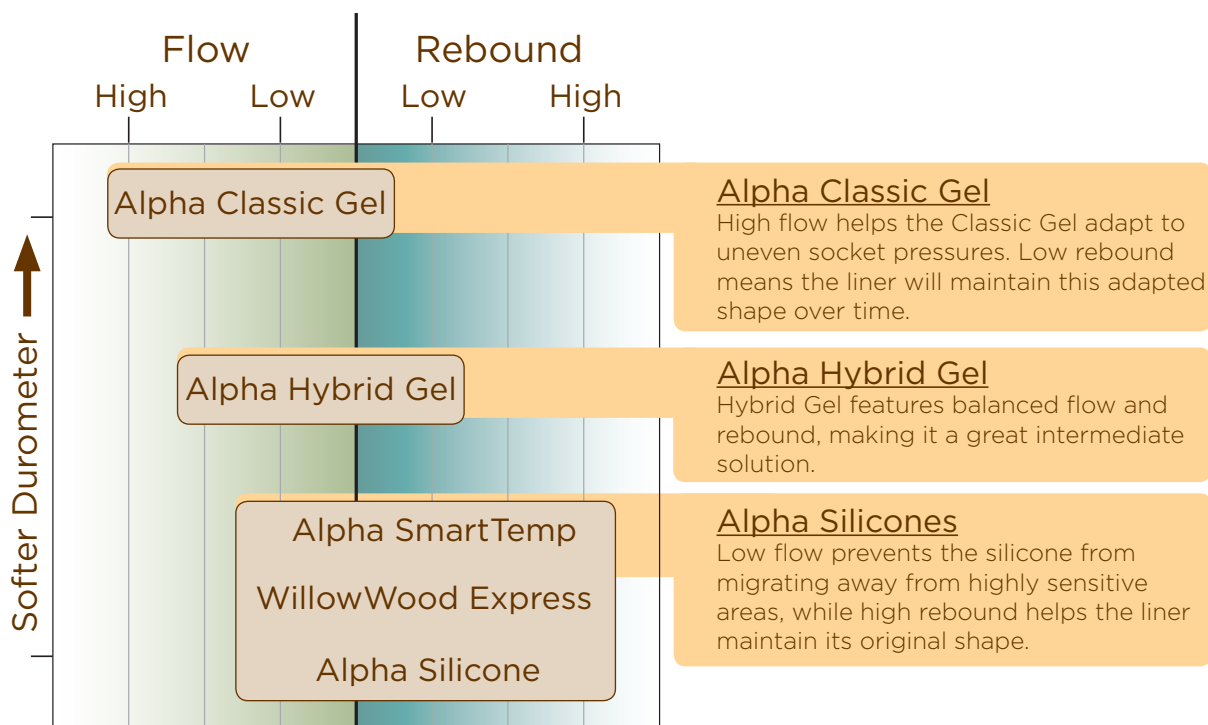 Flow
Rebound
High
Low
Low
High
Softer Durometer
Alpha Classic Gel
Alpha Classic Gel
High flow helps the Classic Gel adapt to
uneven socket pressures. Low rebound
means the liner will maintain this adapted
shape over time.
Alpha Hybrid Gel
Alpha Hybrid Gel
Hybrid Gel features balanced flow and
rebound, making it a great intermediate
solution.
Alpha SmartTemp
WillowWood Express
Alpha Silicone
Alpha Silicones
Low flow prevents the silicone from
migrating away from highly sensitive
areas, while high rebound helps the liner
maintain its original shape.